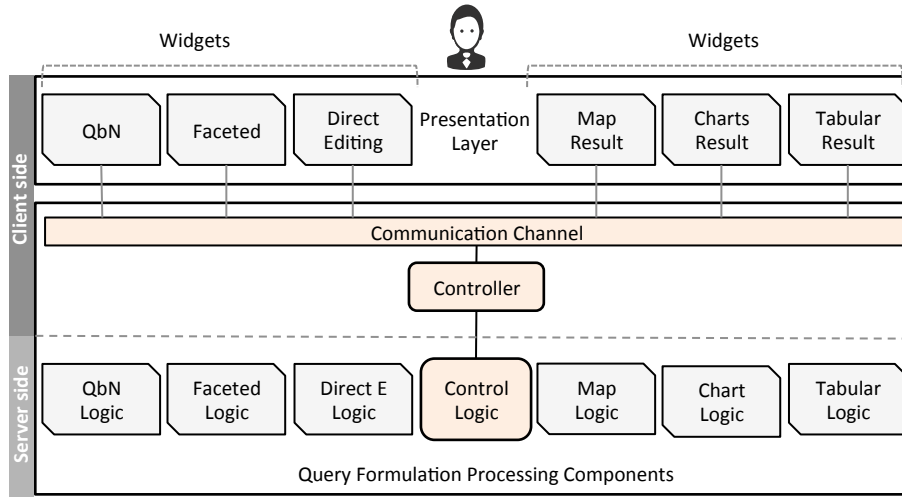 Widgets
Widgets
QbN
Faceted
Direct
Editing
Presentation
Layer
Map
Result
Charts
Result
Tabular
Result
Client side
Communication Channel
Controller
Server side
QbN
Logic
Faceted
Logic
Direct E
Logic
Control
Logic
Map
Logic
Chart
Logic
Tabular
Logic
Query Formulation Processing Components